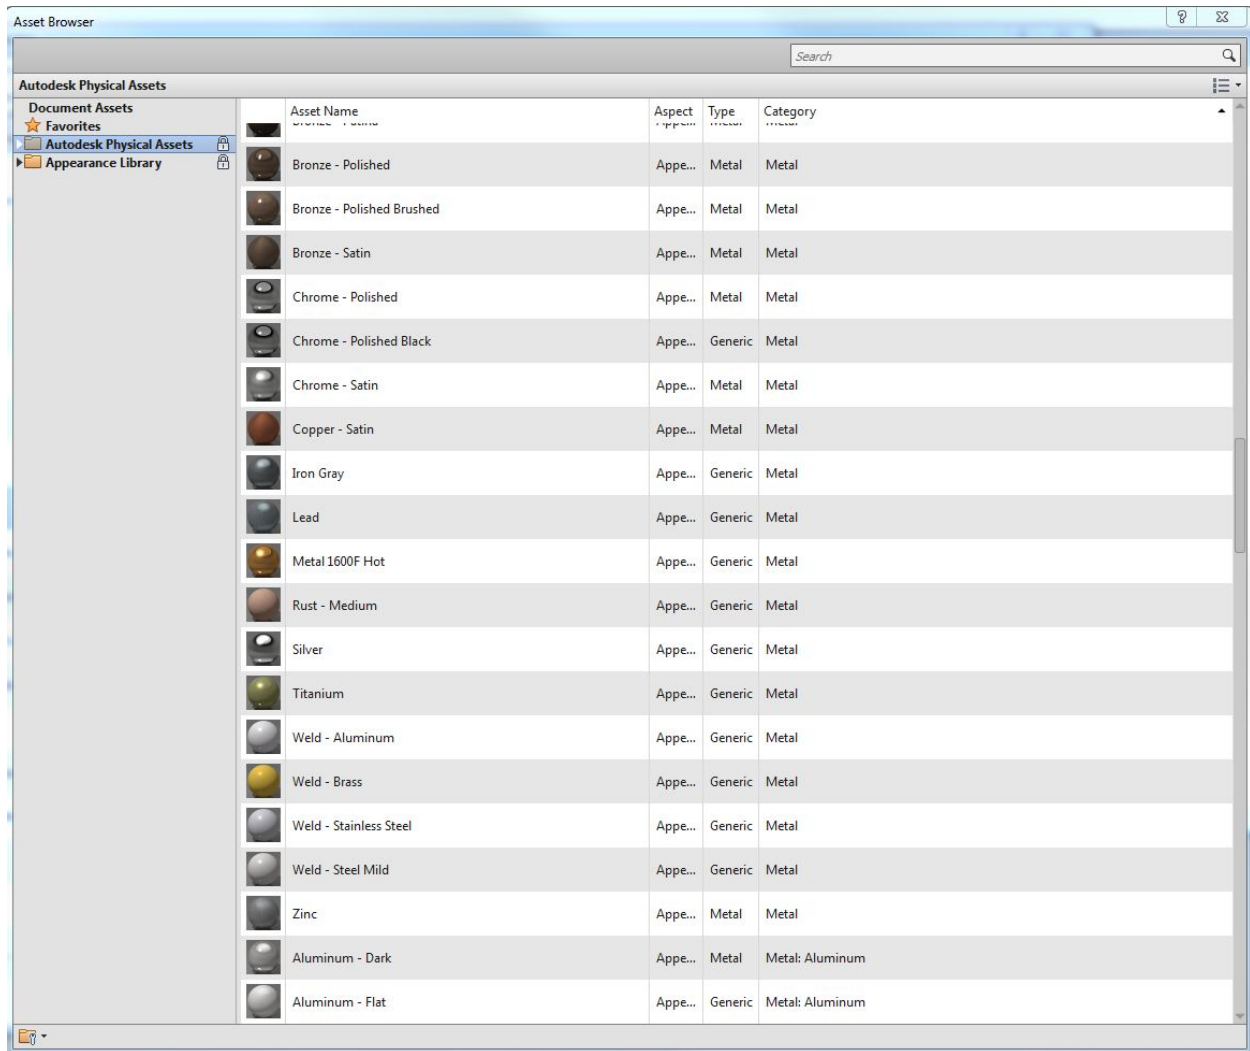 Asset Browser
Search
Autodesk Physical Assets
Document Assets
Favorites
Autodesk Physical Assets
Appearance Library
Asset Name Aspect Type Category
Bronze - Polished Appe... Metal Metal
Bronze - Polished Brushed Appe... Metal Metal
Bronze - Satin Appe... Metal Metal
Chrome - Polished Appe... Metal Metal
Chrome - Polished Black Appe... Generic Metal
Chrome - Satin Appe... Metal Metal
Copper - Satin Appe... Metal Metal
Iron Gray Appe... Generic Metal
Lead Appe... Generic Metal
Metal 1600F Hot Appe... Generic Metal
Rust - Medium Appe... Generic Metal
Silver Appe... Generic Metal
Titanium Appe... Generic Metal
Weld - Aluminum Appe... Generic Metal
Weld - Brass Appe... Generic Metal
Weld - Stainless Steel Appe... Generic Metal
Weld - Steel Mild Appe... Generic Metal
Zinc Appe... Metal Metal
Aluminum - Dark Appe... Metal Metal: Aluminum
Aluminum - Flat Appe... Generic Metal: Aluminum